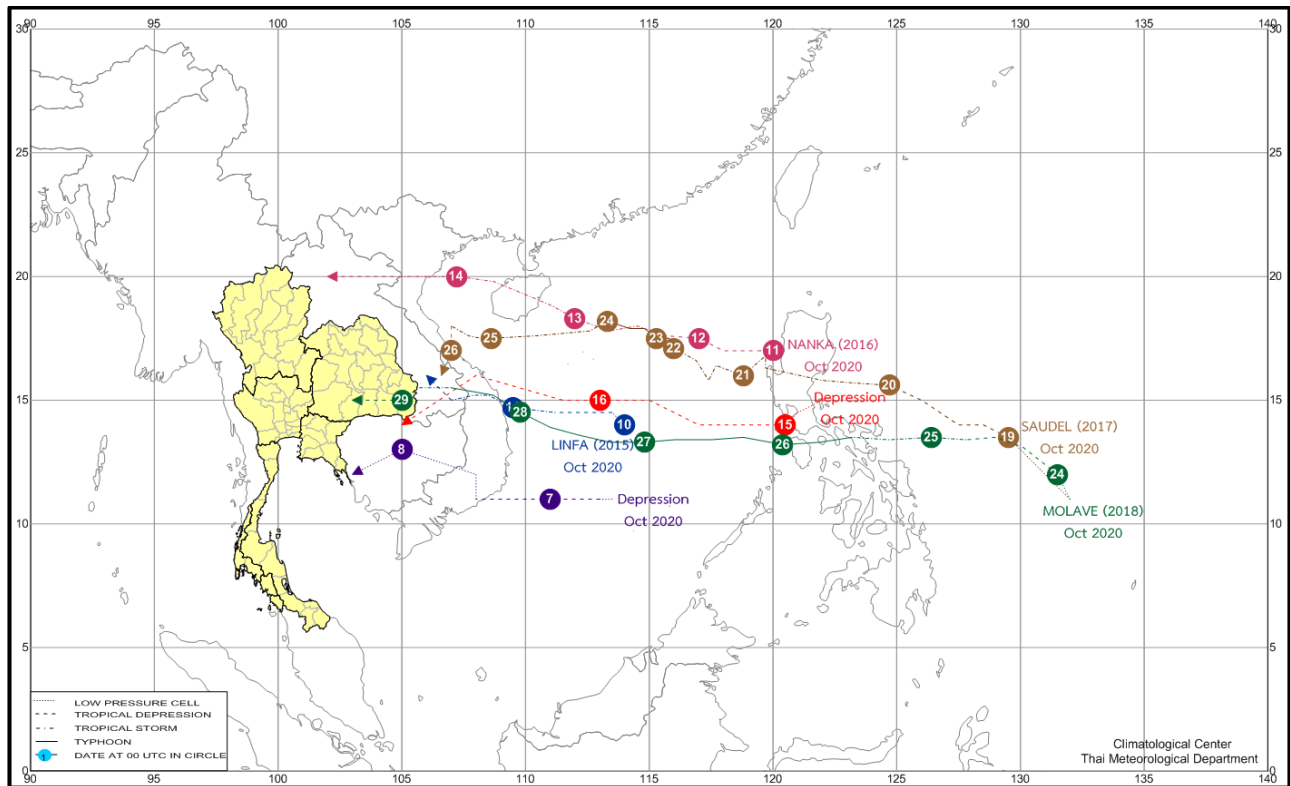 90 95 100 105 110 115 120 125 130 135 140
30 30
25 25
20 20
14
13
24
25 23 12
26 22 11 NANKA (2016)
Oct 2020
21
20
29 16 Depression
Oct 2020
28
10 15
8 LINFA (2015)
Oct 2020
27 26 25 19 SAUDEL (2017)
Oct 2020
24
7 Depression
Oct 2020
MOLAVE (2018)
Oct 2020
15 15
10 10
5 5
0 0
LOW PRESSURE CELL
TROPICAL DEPRESSION
TROPICAL STORM
TYPHOON
1 DATE AT 00 UTC IN CIRCLE
Climatological Center
Thai Meteorological Department
90 95 100 105 110 115 120 125 130 135 140